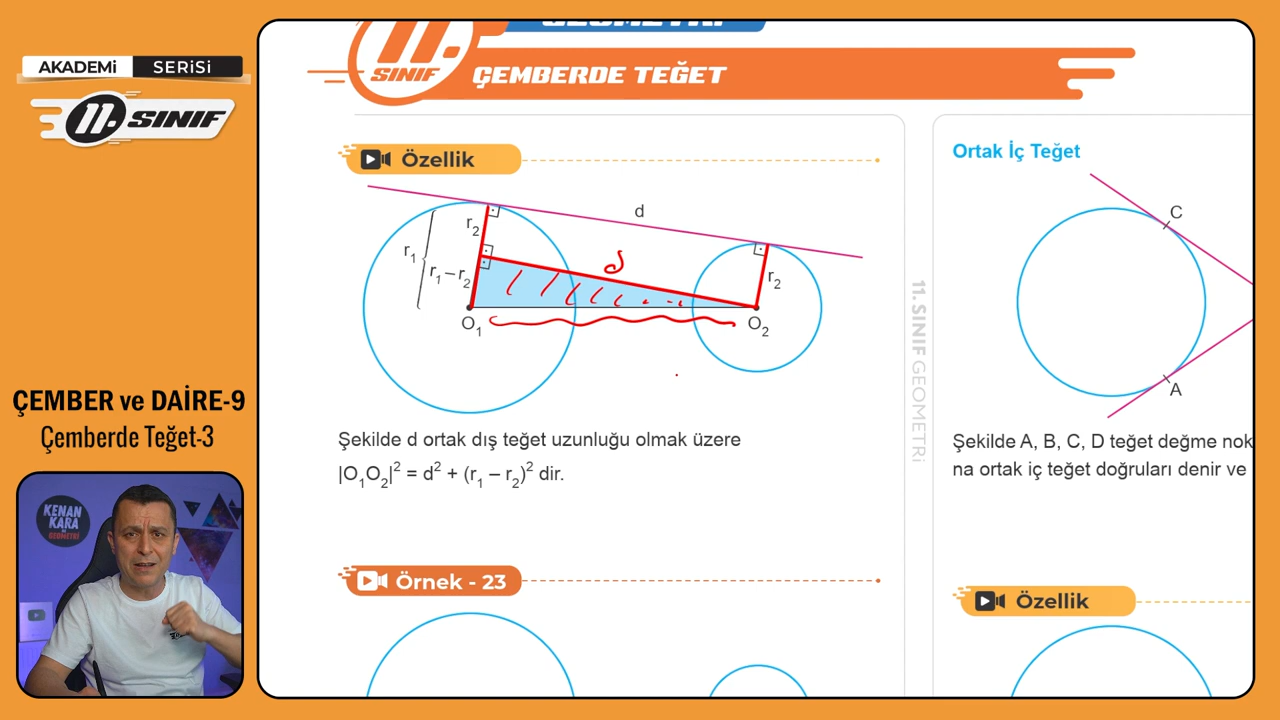 AKADEMİ SERİSİ
11. SINIF
ÇEMBER ve DAİRE-9
Çemberde Teğet-3
KENAN
KARA
ile
GEOMETRİ
GEOMETRİ
11.
SINIF
ÇEMBERDE TEĞET
Özellik
d
r₂
r₁
r₁ – r₂
d
r₂
O₁
O₂
Şekilde d ortak dış teğet uzunluğu olmak üzere
|O₁O₂|² = d² + (r₁ – r₂)² dir.
Örnek - 23
11. SINIF GEOMETRİ
Ortak İç Teğet
C
A
Şekilde A, B, C, D teğet değme nok
na ortak iç teğet doğruları denir ve
Özellik